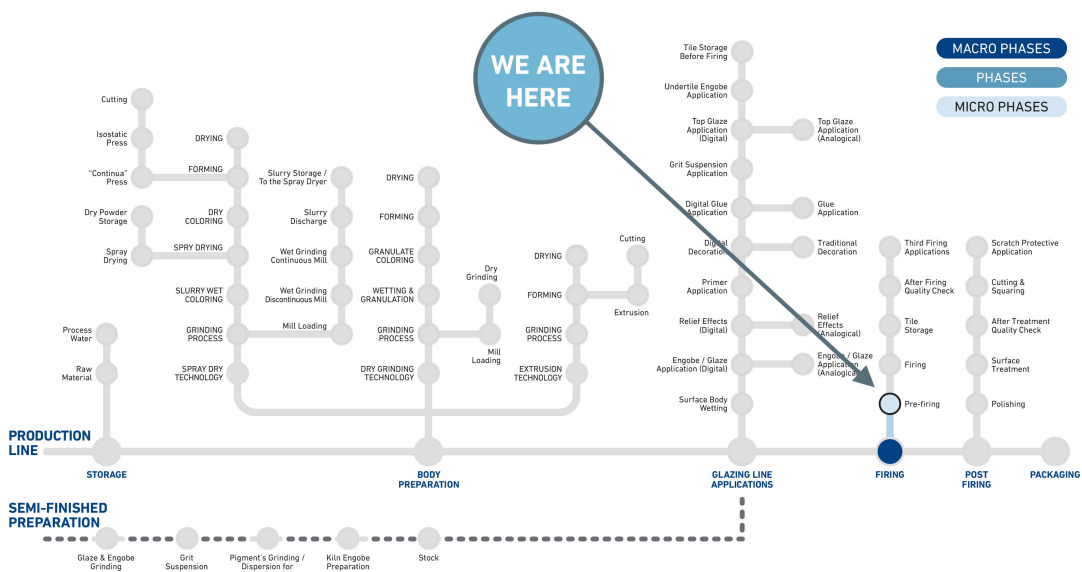 WE ARE
HERE
MACRO PHASES
PHASES
MICRO PHASES
Cutting
Isostatic
Press
"Continua"
Press
Dry Powder
Storage
Spray
Drying
Process
Water
Raw
Material
DRYING
FORMING
DRY
COLORING
SPRY DRYING
SLURRY WET
COLORING
GRINDING
PROCESS
SPRAY DRY
TECHNOLOGY
Slurry Storage /
To the Spray Dryer
Slurry
Discharge
Wet Grinding
Continuous Mill
Wet Grinding
Discontinuous Mill
Mill Loading
DRYING
FORMING
GRANULATE
COLORING
WETTING &
GRANULATION
GRINDING
PROCESS
DRY GRINDING
TECHNOLOGY
Dry
Grinding
Mill
Loading
DRYING
FORMING
GRINDING
PROCESS
EXTRUSION
TECHNOLOGY
Cutting
Extrusion
Tile Storage
Before Firing
Undertile Engobe
Application
Top Glaze
Application
(Digital)
Top Glaze
Application
(Analogical)
Grit Suspension
Application
Digital Glue
Application
Glue
Application
Digital
Decoration
Traditional
Decoration
Primer
Application
Relief Effects
(Digital)
Relief
Effects
(Analogical)
Engobe / Glaze
Application (Digital)
Engobe / Glaze
Application
(Analogical)
Surface Body
Wetting
Third Firing
Applications
After Firing
Quality Check
Tile
Storage
Firing
Pre-firing
Scratch Protective
Application
Cutting &
Squaring
After Treatment
Quality Check
Surface
Treatment
Polishing
PRODUCTION
LINE
STORAGE
BODY
PREPARATION
GLAZING LINE
APPLICATIONS
FIRING
POST
FIRING
PACKAGING
SEMI-FINISHED
PREPARATION
Glaze & Engobe
Grinding
Grit
Suspension
Pigment's Grinding /
Dispersion for
Kiln Engobe
Preparation
Stock